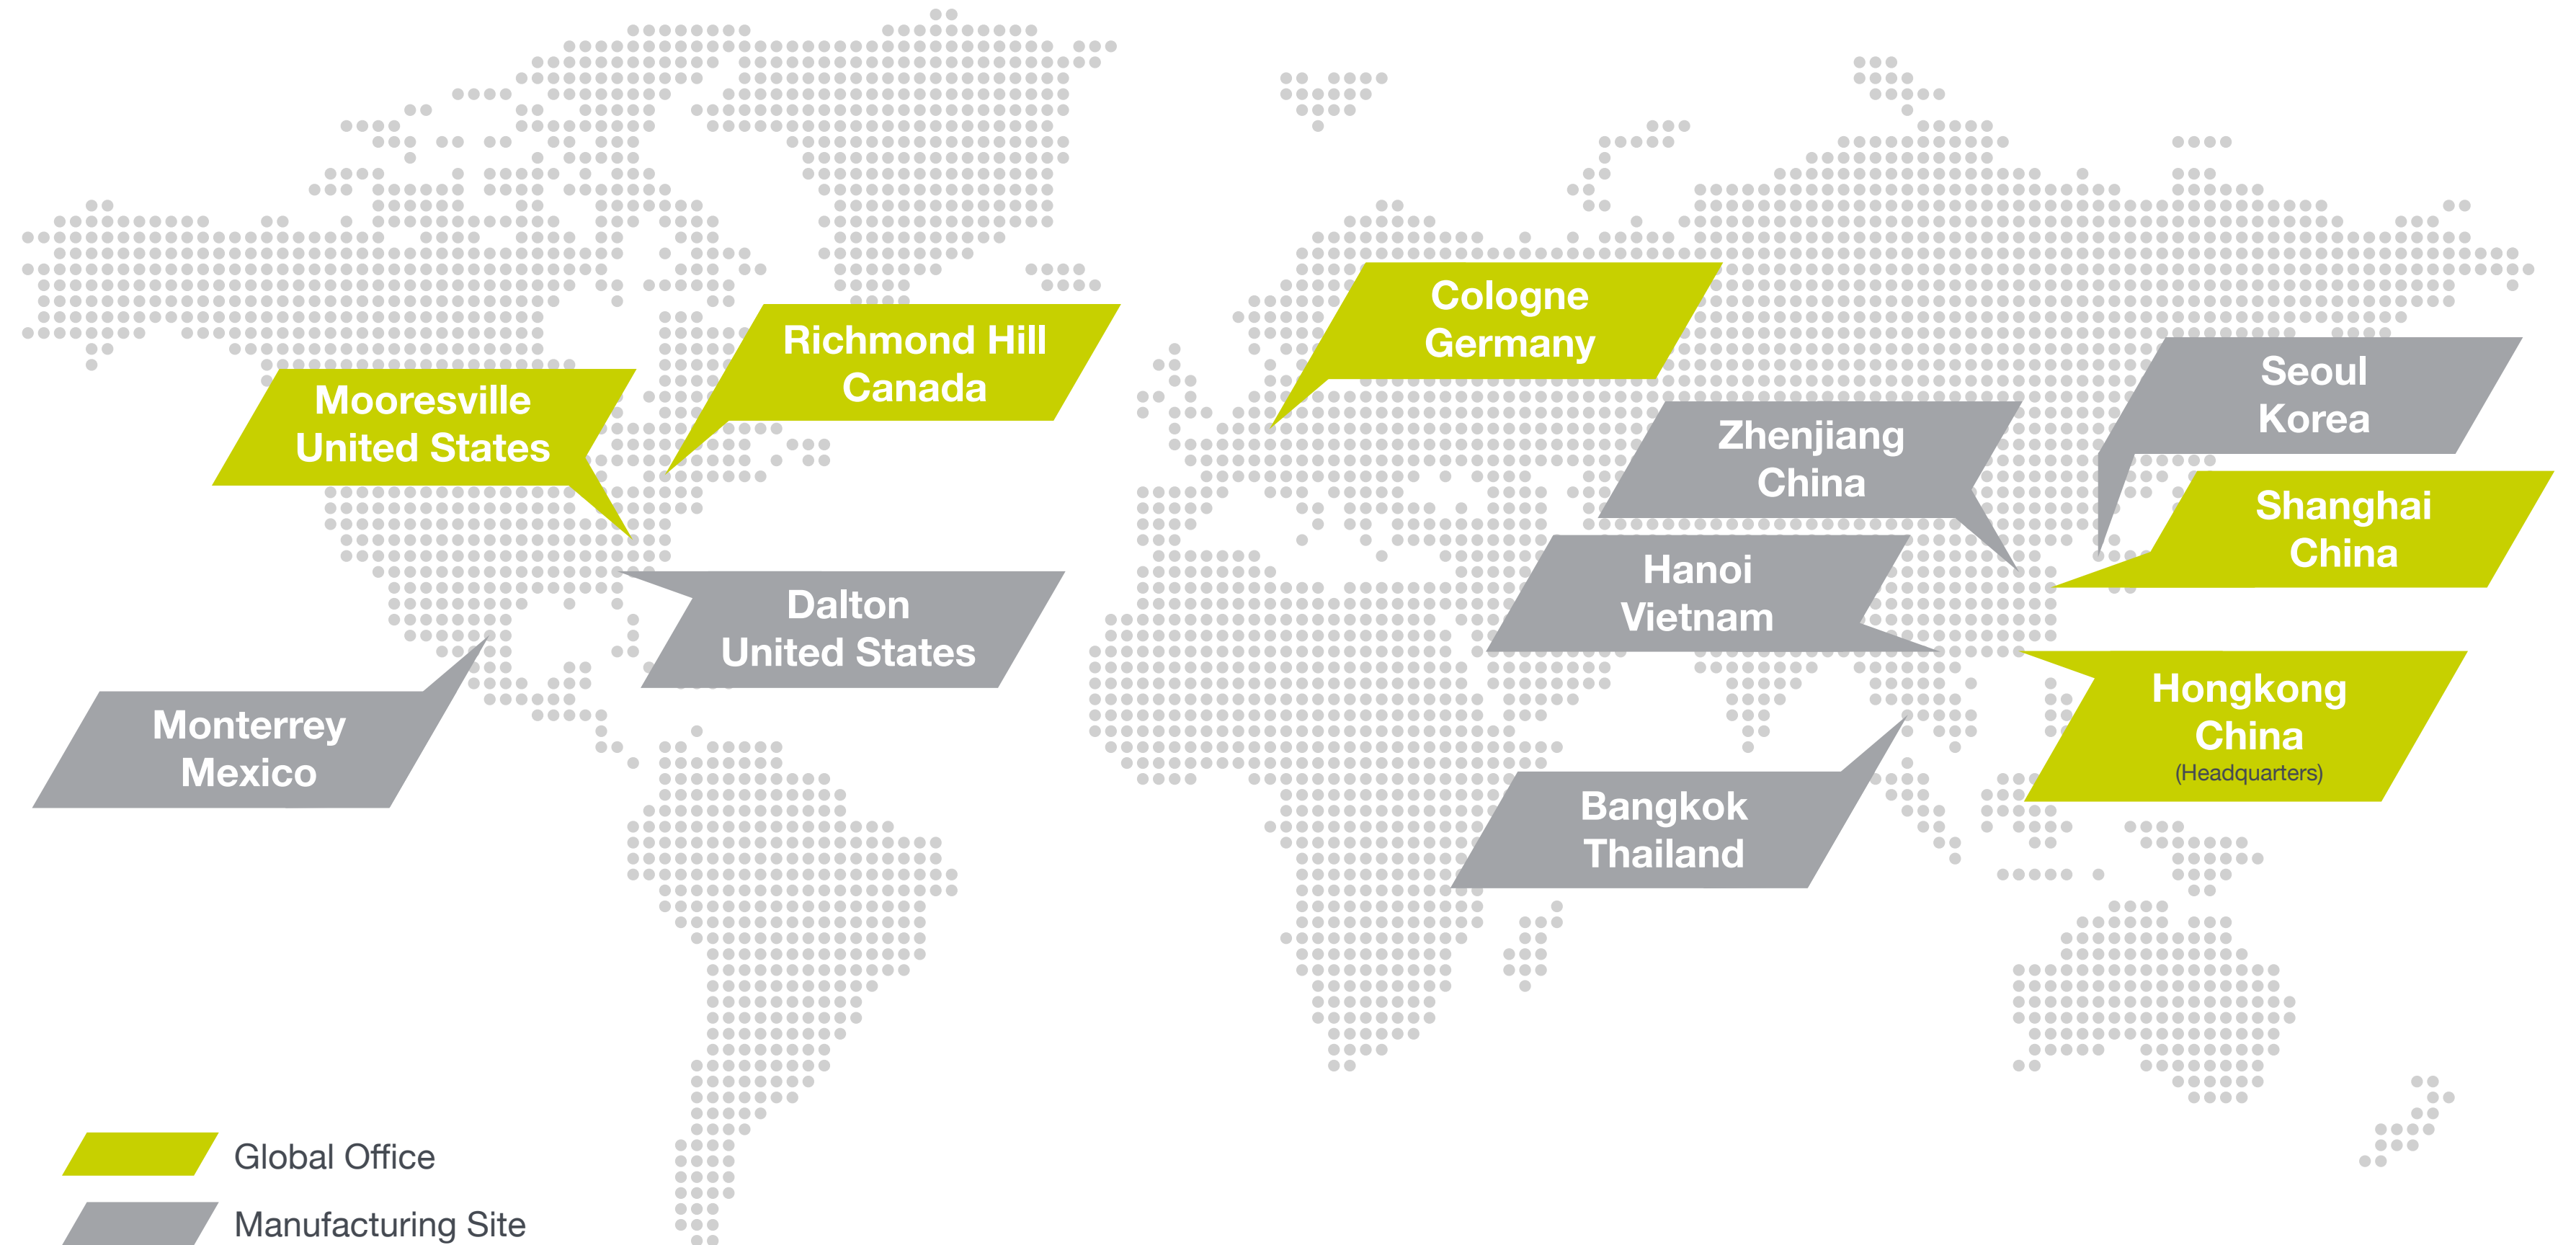 Cologne
Germany
Richmond Hill
Canada
Mooresville
United States
Seoul
Korea
Zhenjiang
China
Shanghai
China
Hanoi
Vietnam
Dalton
United States
Hongkong
China
(Headquarters)
Monterrey
Mexico
Bangkok
Thailand
Global Office
Manufacturing Site